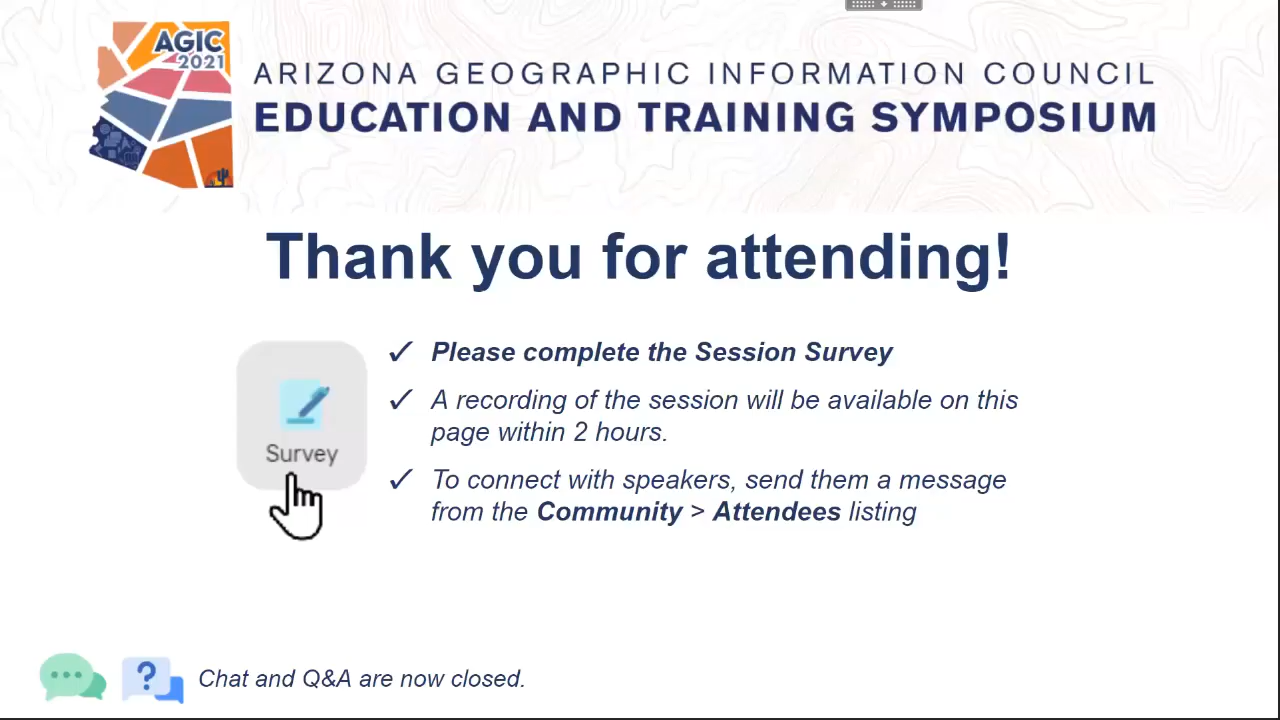 AGIC
2021
ARIZONA GEOGRAPHIC INFORMATION COUNCIL
EDUCATION AND TRAINING SYMPOSIUM
Thank you for attending!
Survey
✓ Please complete the Session Survey
✓ A recording of the session will be available on this
page within 2 hours.
✓ To connect with speakers, send them a message
from the Community > Attendees listing
? Chat and Q&A are now closed.